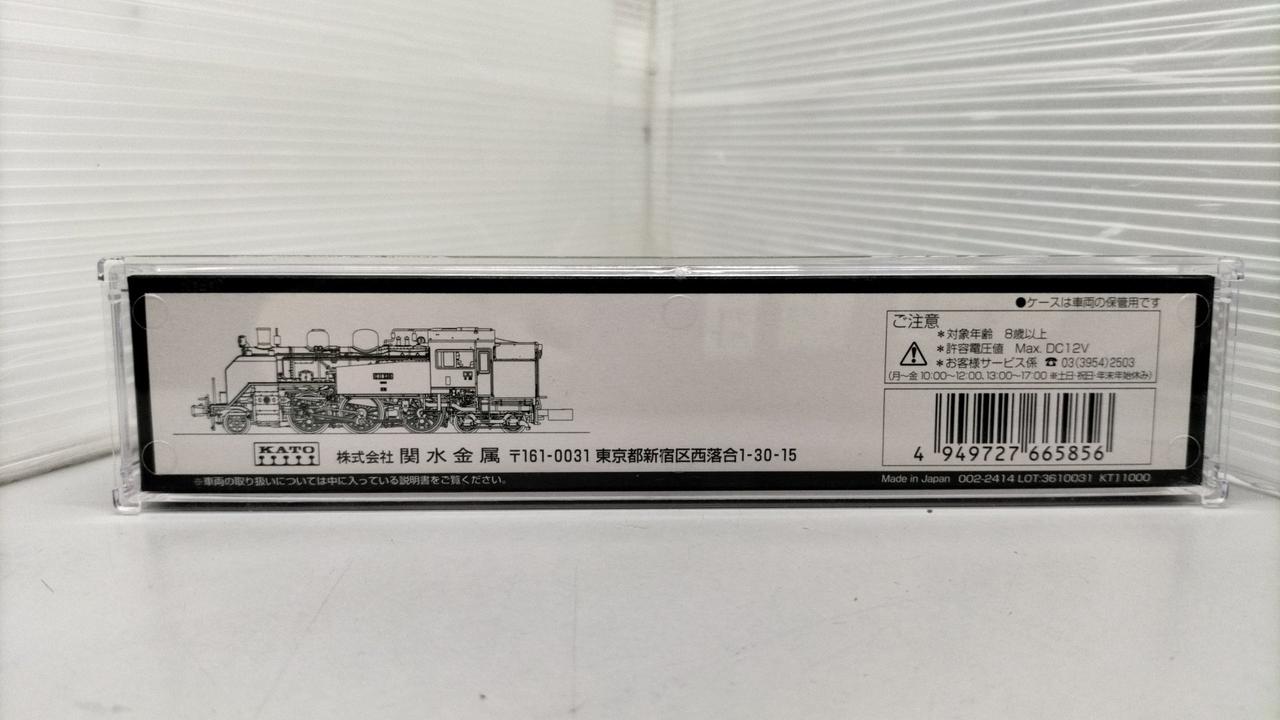 ●ケースは車両の保管用です
ご注意
＊対象年齢　8歳以上
＊許容電圧値　Max. DC12V
＊お客様サービス係 ☎ 03(3954)2503
(月～金 10:00～12:00、13:00～17:00 ※土日・祝日・年末年始休み)
4 949727 665856
KATO
株式会社 関水金属 〒161-0031 東京都新宿区西落合1-30-15
※車両の取り扱いについては中に入っている説明書をご覧ください。
Made in Japan 002-2414 LOT:3610031 KT11000